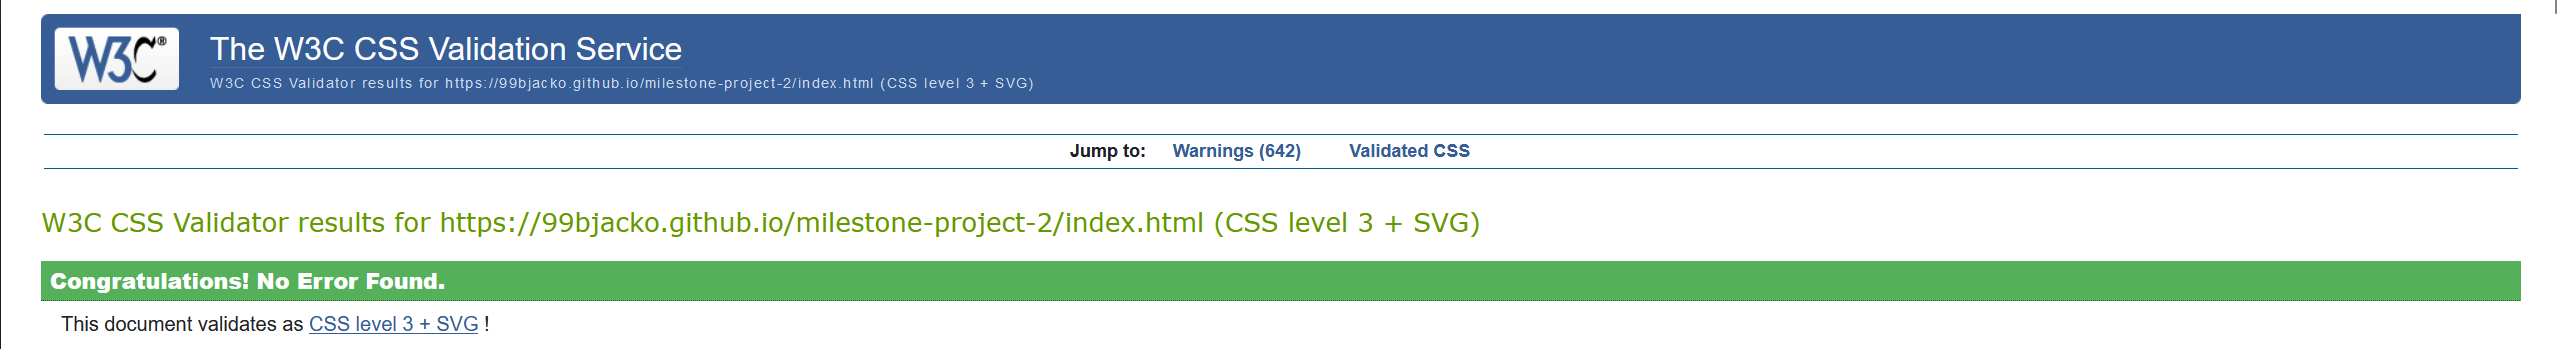 W3C®
The W3C CSS Validation Service
W3C CSS Validator results for https://99bjacko.github.io/milestone-project-2/index.html (CSS level 3 + SVG)
Jump to: Warnings (642) Validated CSS
W3C CSS Validator results for https://99bjacko.github.io/milestone-project-2/index.html (CSS level 3 + SVG)
Congratulations! No Error Found.
This document validates as CSS level 3 + SVG !